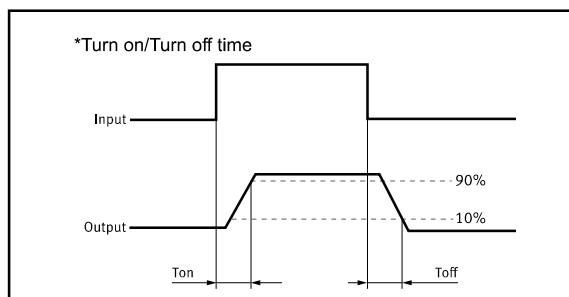 *Turn on/Turn off time
Input
90%
10%
Output
Ton
Toff